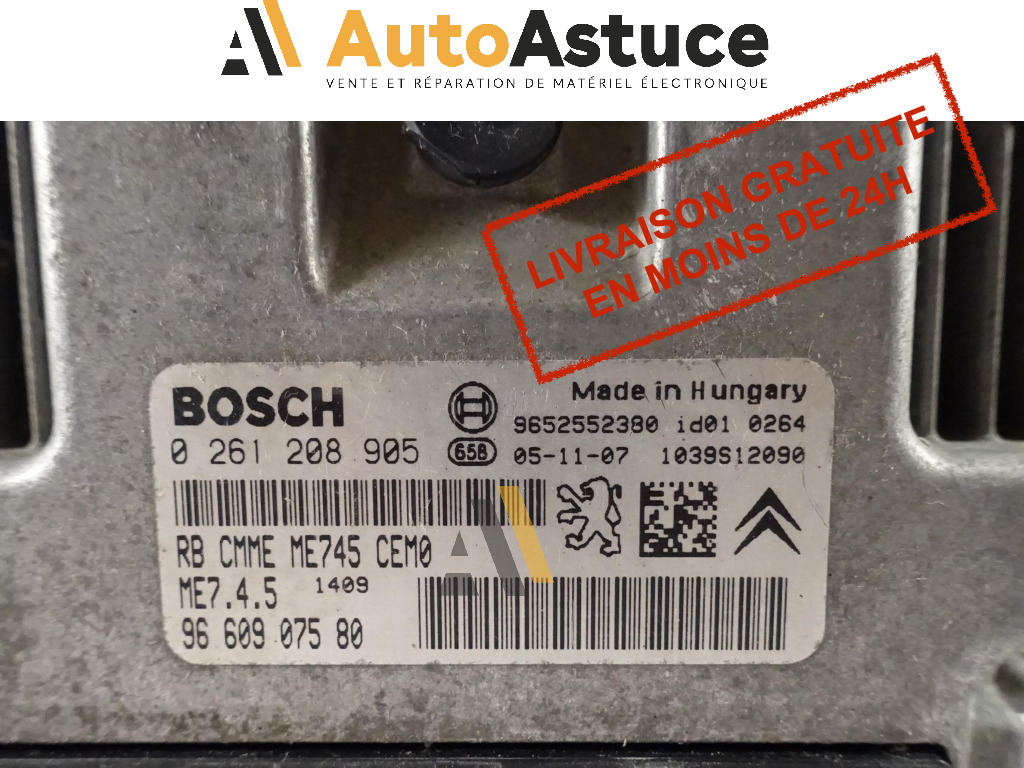 AutoAstuce
VENTE ET RÉPARATION DE MATÉRIEL ÉLECTRONIQUE
LIVRAISON GRATUITE
EN MOINS DE 24H
BOSCH
Made in Hungary
9652552380 id01 0264
0 261 208 905
658
05-11-07 1039S12090
RB CMME ME745 CEM0
ME7.4.5 1409
96 609 075 80